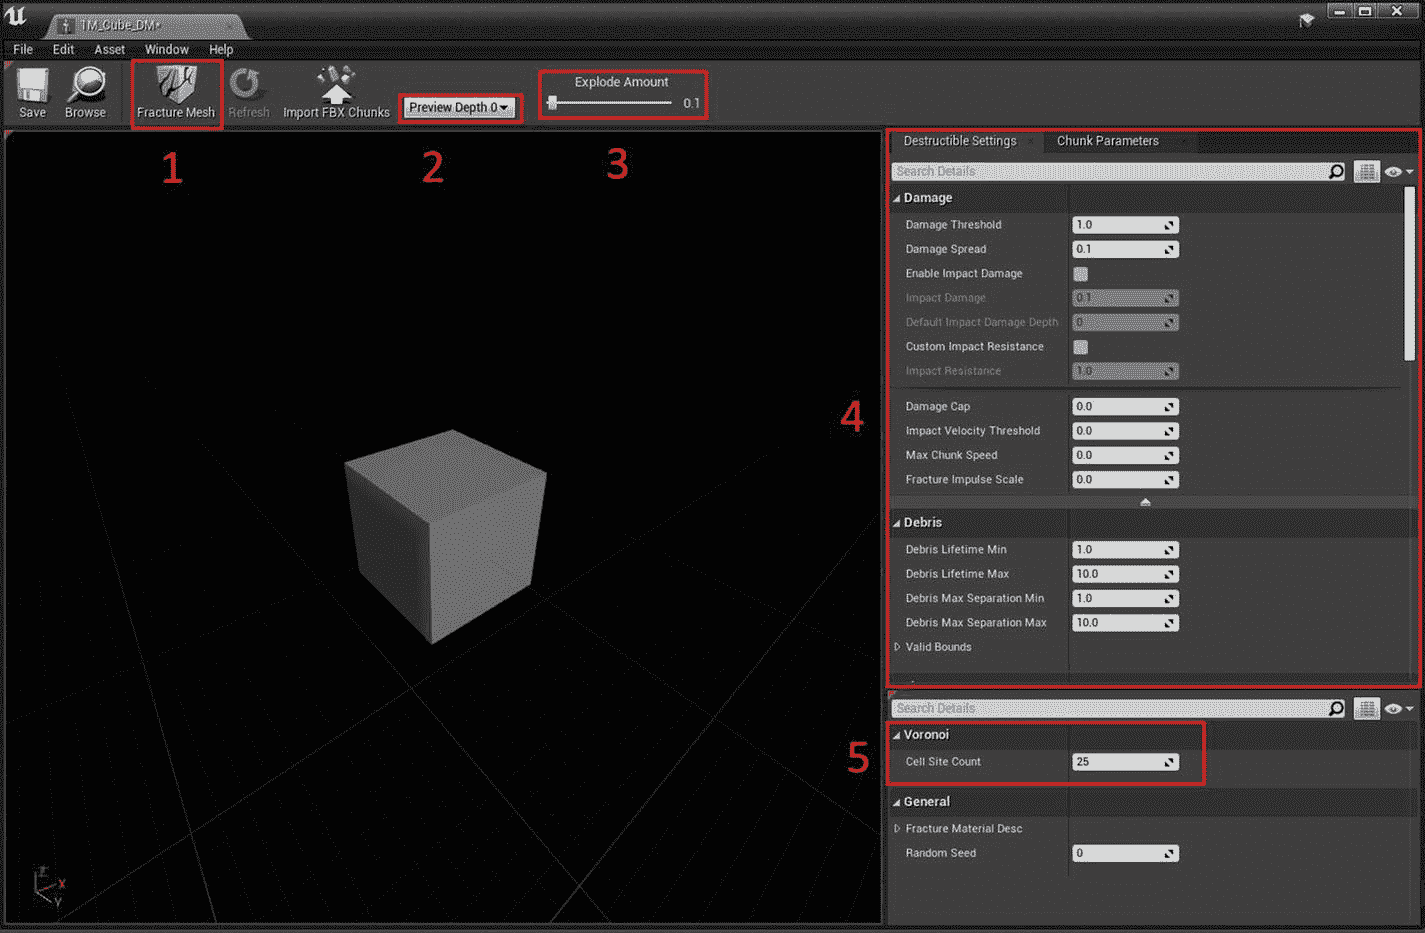 1M_Cube_DM*
File Edit Asset Window Help
Save Browse Fracture Mesh Refresh Import FBX Chunks Preview Depth 0 Explode Amount 0.1
1 2 3
Destructible Settings Chunk Parameters
Search Details
Damage
Damage Threshold 1.0
Damage Spread 0.1
Enable Impact Damage
Impact Damage 0.1
Default Impact Damage Depth 0
Custom Impact Resistance
Impact Resistance 1.0
4
Damage Cap 0.0
Impact Velocity Threshold 0.0
Max Chunk Speed 0.0
Fracture Impulse Scale 0.0
Debris
Debris Lifetime Min 1.0
Debris Lifetime Max 10.0
Debris Max Separation Min 1.0
Debris Max Separation Max 10.0
Valid Bounds
Search Details
Voronoi
5
Cell Site Count 25
General
Fracture Material Desc
Random Seed 0
Z
X
Y